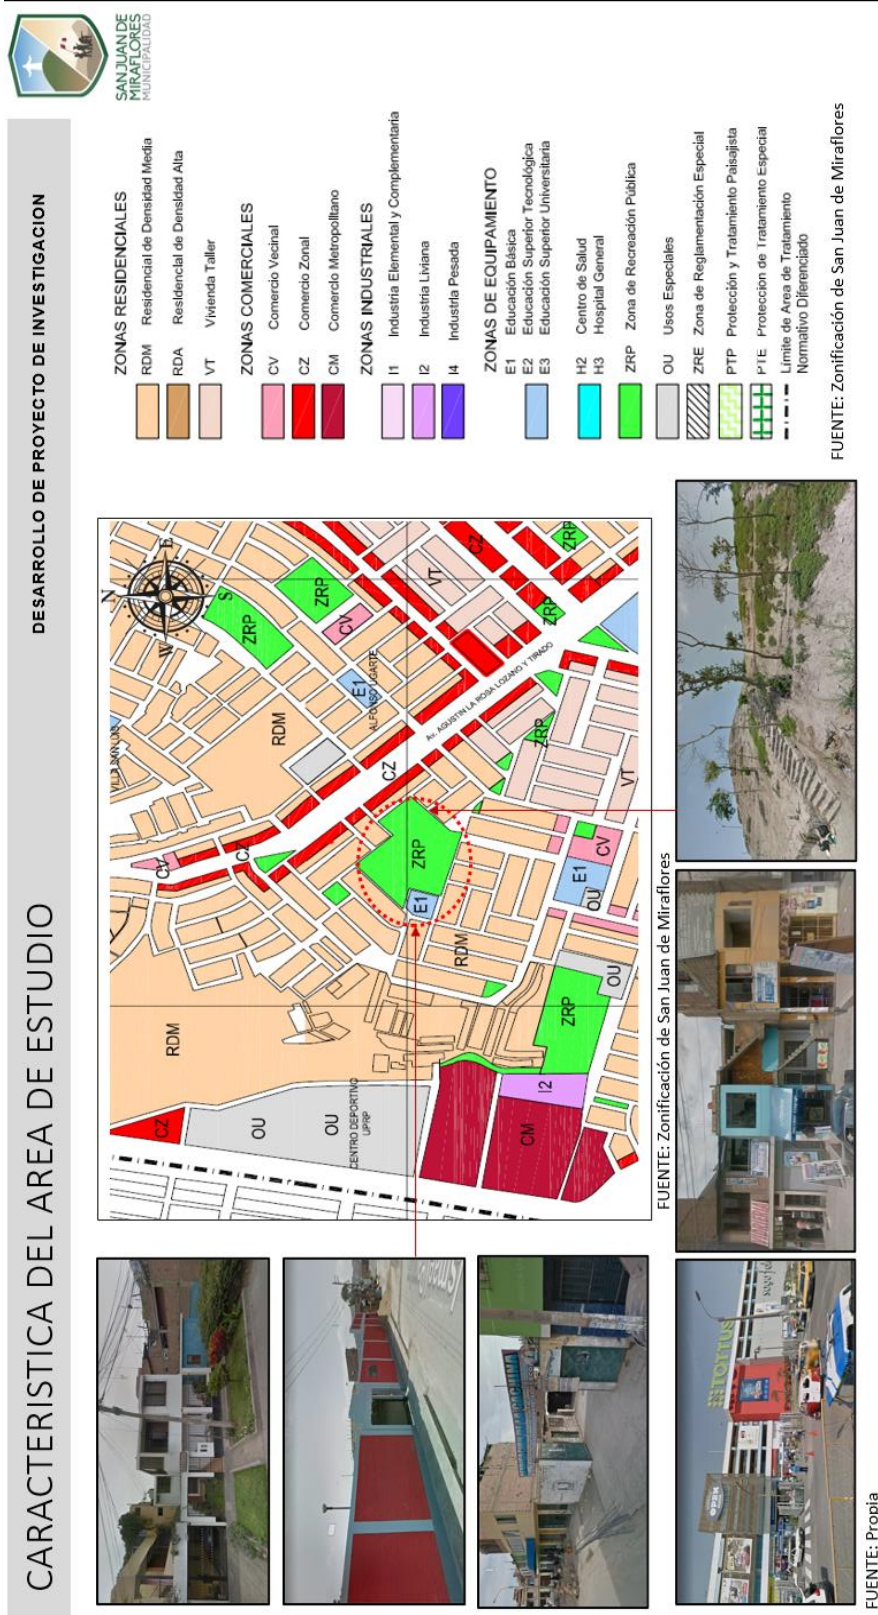 CARACTERISTICA DEL AREA DE ESTUDIO
DESARROLLO DE PROYECTO DE INVESTIGACION
SAN JUAN DE
MIRAFLORES
MUNICIPALIDAD
N
E
S
W
RDM
CZ
OU
OU
CENTRO DEPORTIVO
UPRP
CM
I2
ZRP
OU
RDM
E1
ZRP
CV
CZ
RDM
ZRP
ZRP
CV
E1
ALFONSO UGARTE
CZ
Av. AGUSTIN LA ROSA LOZANO Y TIRADO
VT
CZ
ZRP
ZRP
ZRP
VT
CV
E1
OU
FUENTE: Zonificación de San Juan de Miraflores
ZONAS RESIDENCIALES
RDM Residencial de Densidad Media
RDA Residencial de Densidad Alta
VT Vivienda Taller
ZONAS COMERCIALES
CV Comercio Vecinal
CZ Comercio Zonal
CM Comercio Metropolitano
ZONAS INDUSTRIALES
I1 Industria Elemental y Complementaria
I2 Industria Liviana
I4 Industria Pesada
ZONAS DE EQUIPAMIENTO
E1 Educación Básica
E2 Educación Superior Tecnológica
E3 Educación Superior Universitaria
H2 Centro de Salud
H3 Hospital General
ZRP Zona de Recreación Pública
OU Usos Especiales
ZRE Zona de Reglamentación Especial
PTP Protección y Tratamiento Paisajista
PTE Protección de Tratamiento Especial
Límite de Area de Tratamiento
Normativo Diferenciado
FUENTE: Zonificación de San Juan de Miraflores
OPEN
TOTTUS
FUENTE: Propia